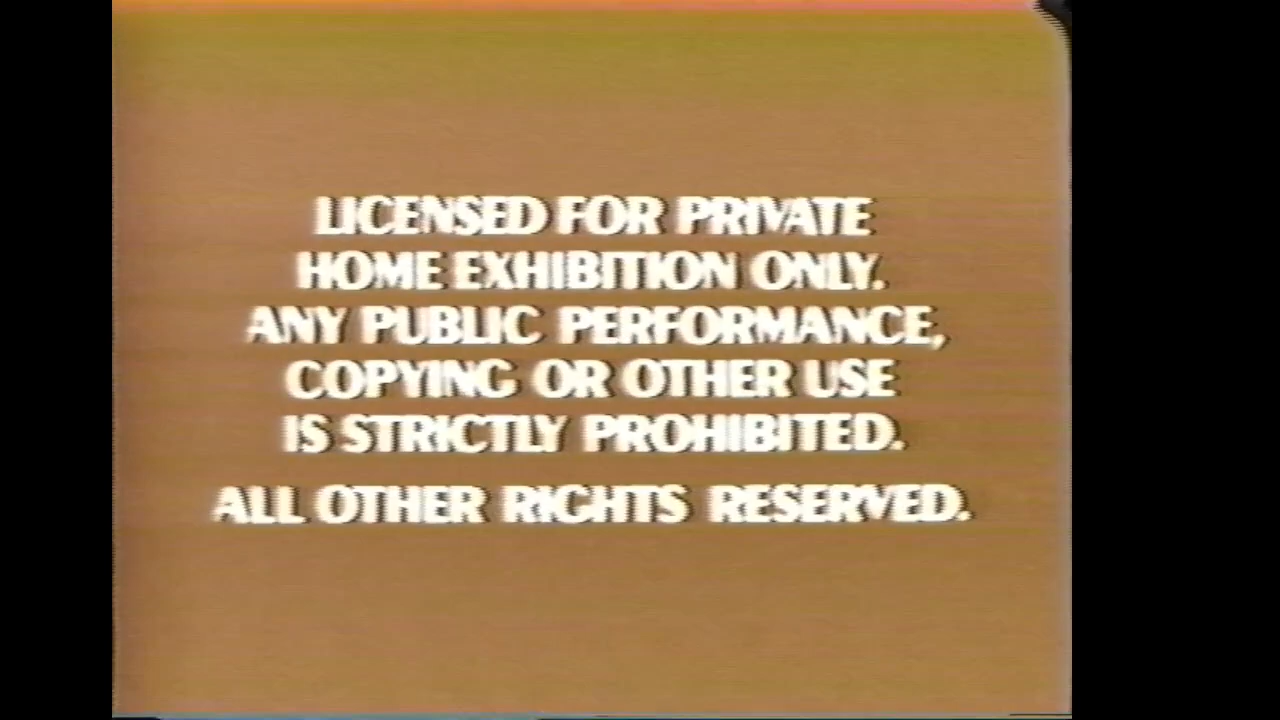 LICENSED FOR PRIVATE
HOME EXHIBITION ONLY.
ANY PUBLIC PERFORMANCE,
COPYING OR OTHER USE
IS STRICTLY PROHIBITED.
ALL OTHER RIGHTS RESERVED.